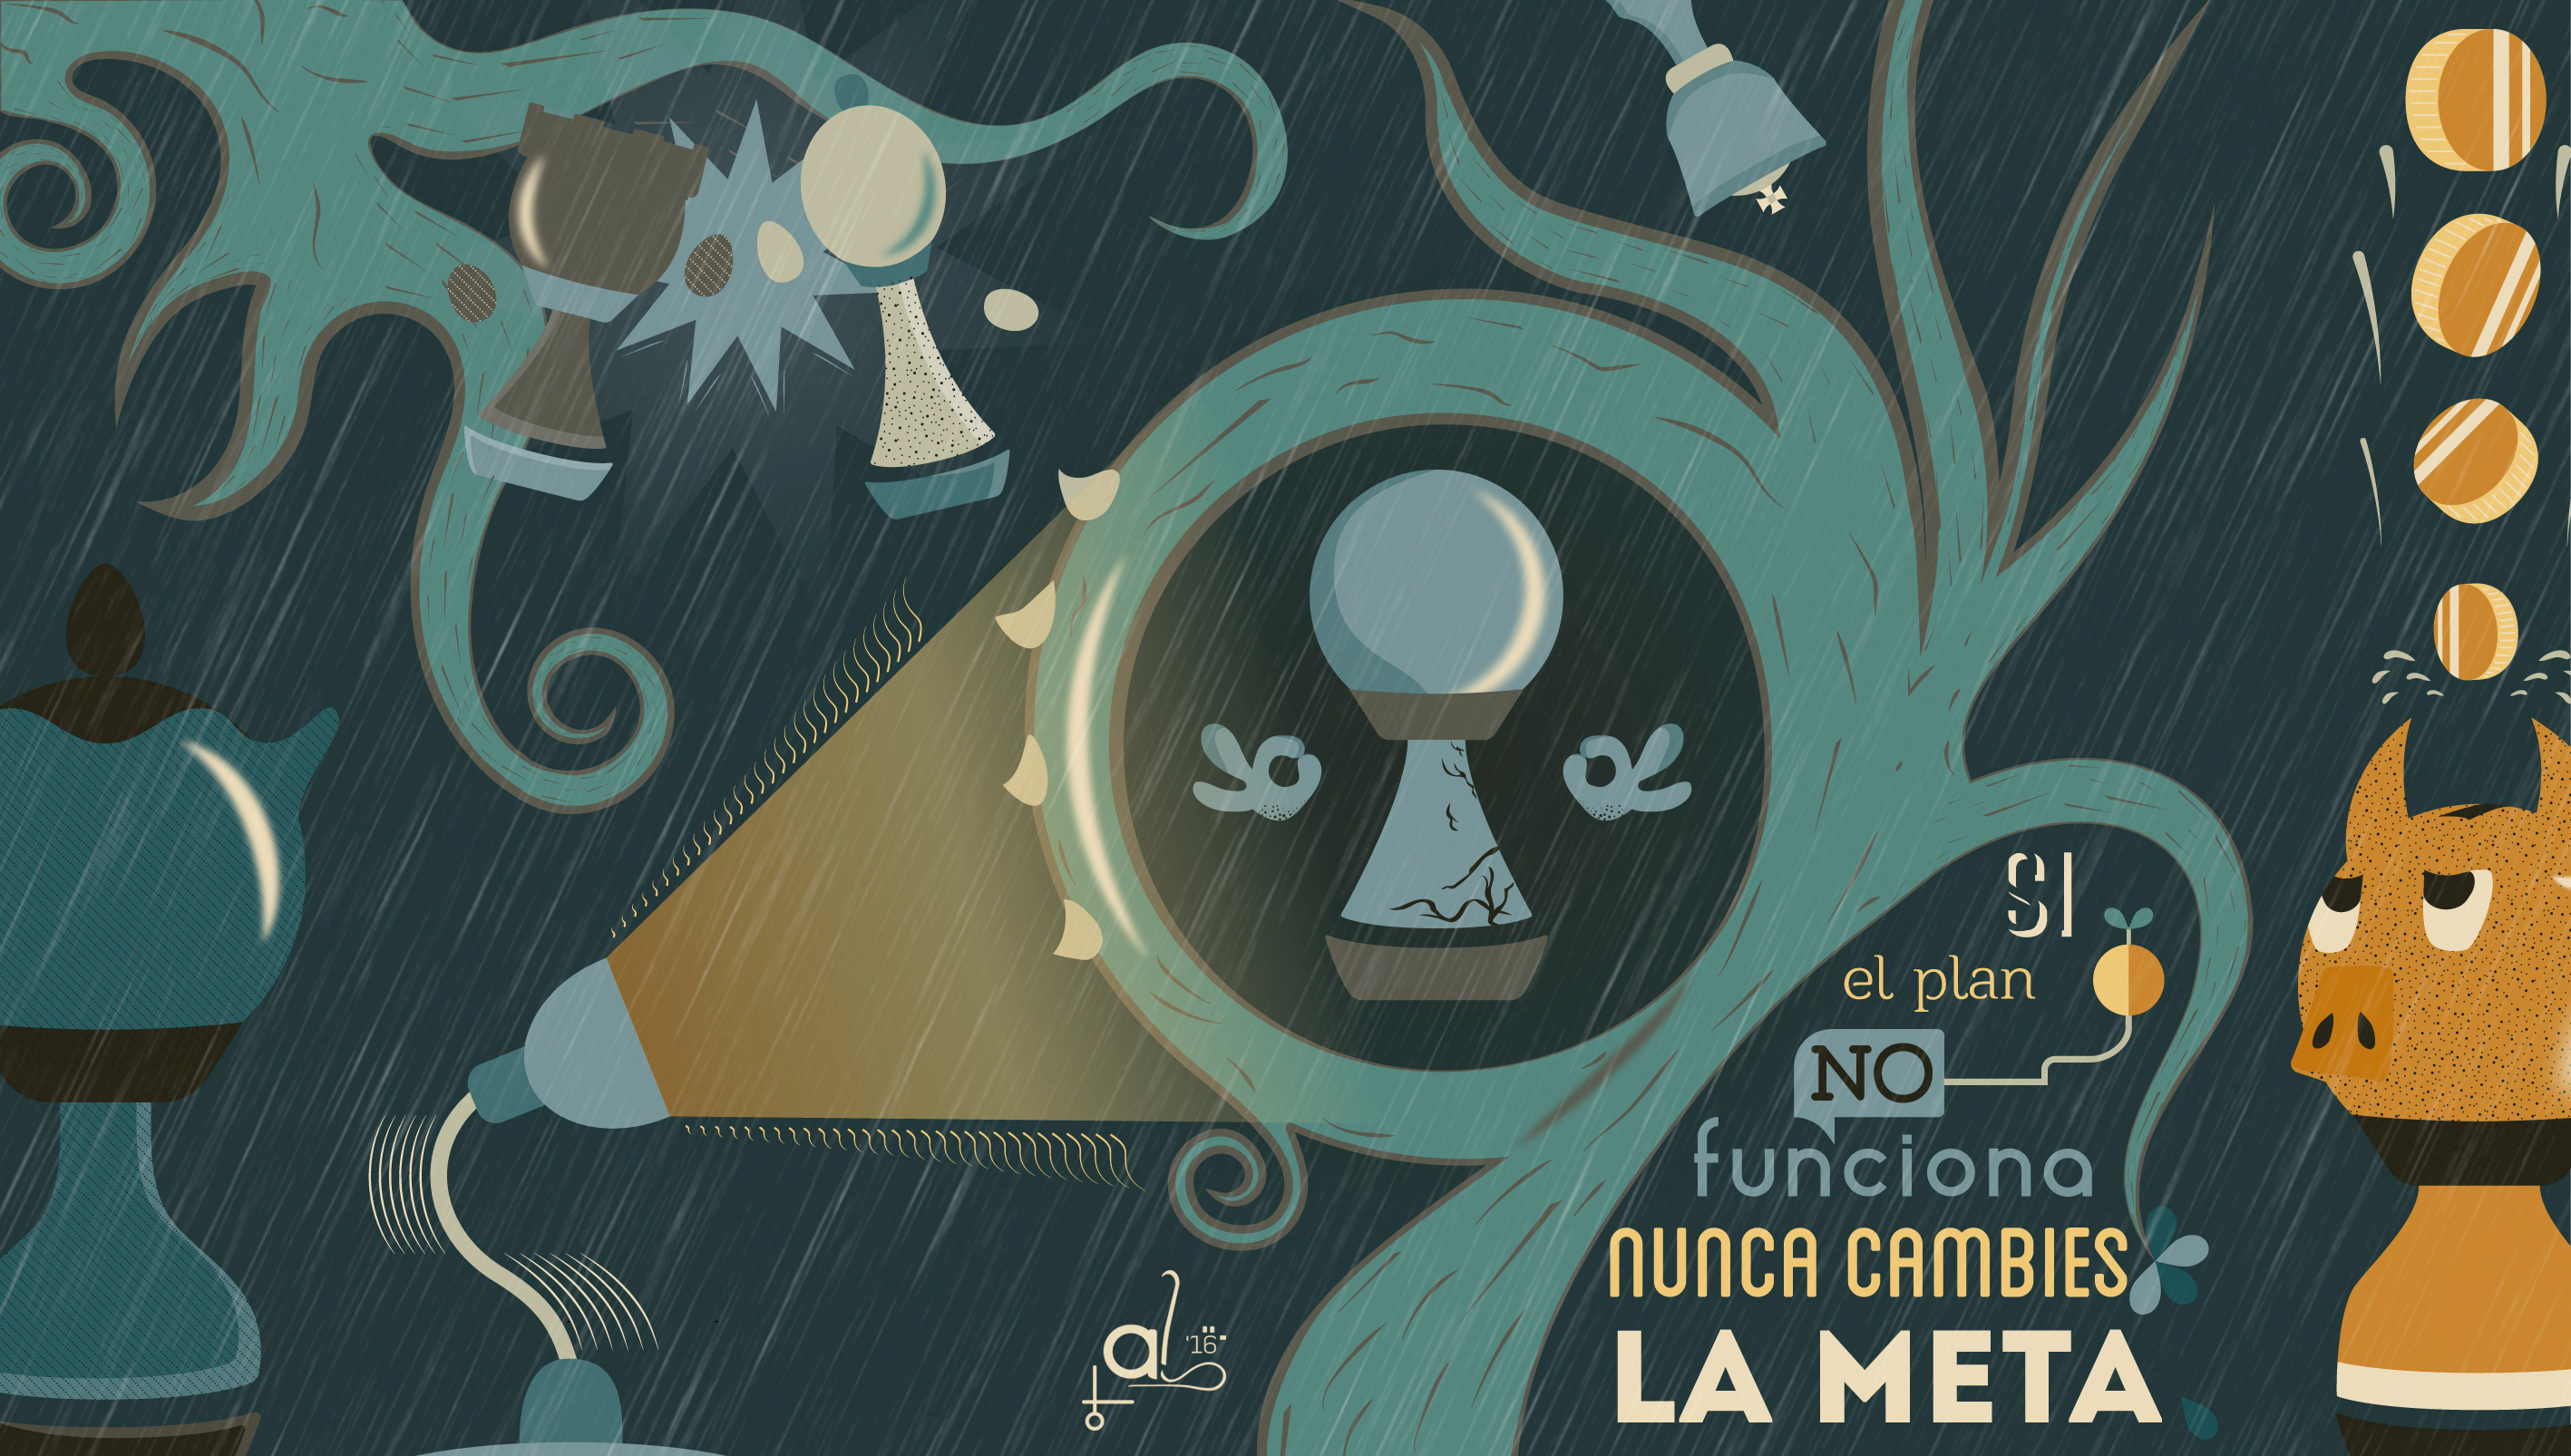 SI
el plan
NO
funciona
NUNCA CAMBIES
LA META
al '16